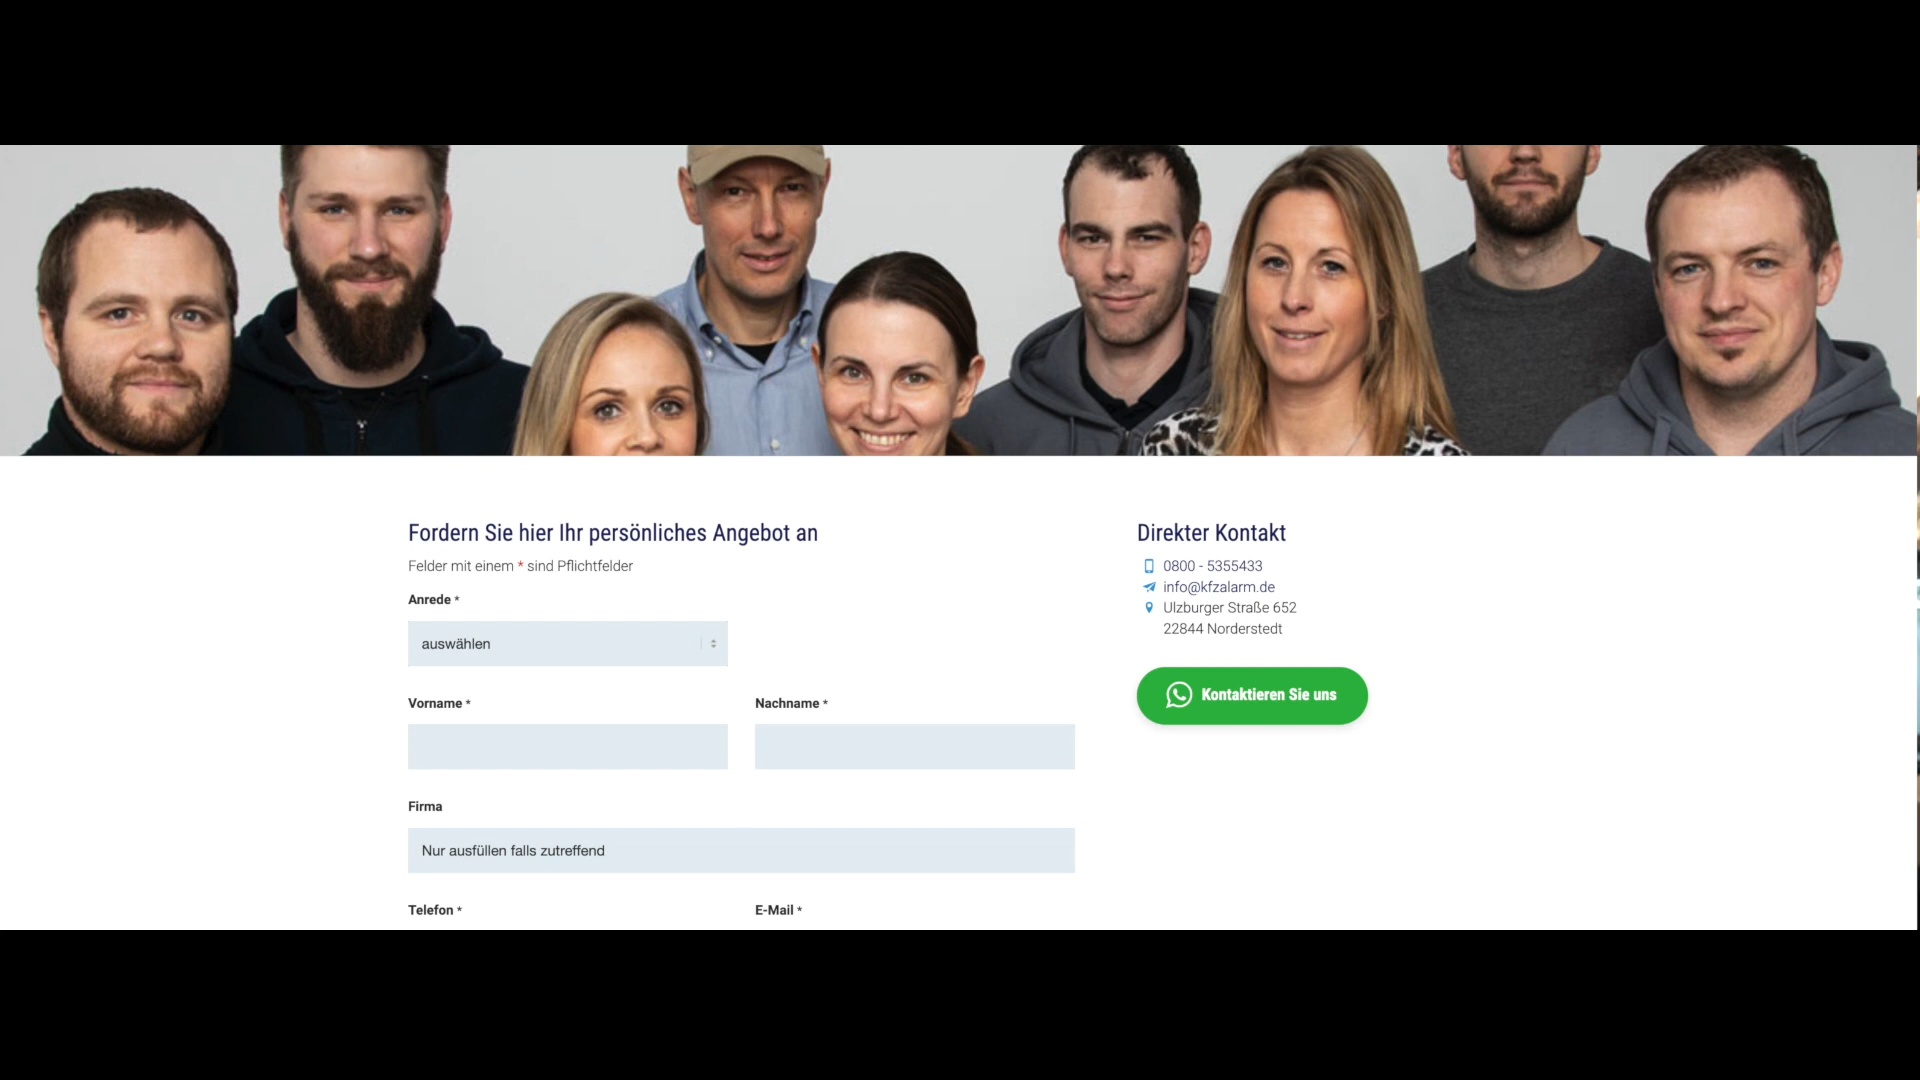 Fordern Sie hier Ihr persönliches Angebot an
Felder mit einem * sind Pflichtfelder
Anrede *
auswählen
Vorname *
Nachname *
Firma
Nur ausfüllen falls zutreffend
Telefon *
E-Mail *
Direkter Kontakt
0800 - 5355433
info@kfzalarm.de
Ulzburger Straße 652
22844 Norderstedt
Kontaktieren Sie uns